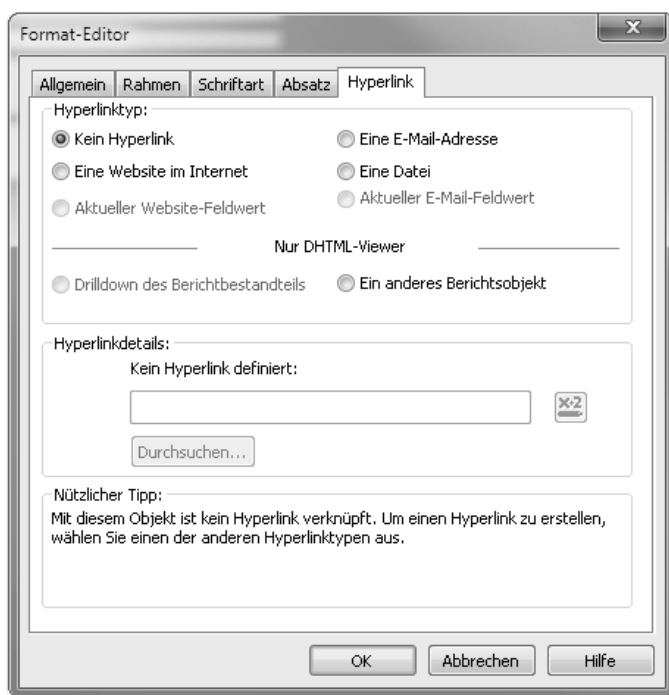 Format-Editor
X
Allgemein Rahmen Schriftart Absatz Hyperlink
Hyperlinktyp:
Kein Hyperlink Eine E-Mail-Adresse
Eine Website im Internet Eine Datei
Aktueller Website-Feldwert Aktueller E-Mail-Feldwert
Nur DHTML-Viewer
Drilldown des Berichtbestandteils Ein anderes Berichtsobjekt
Hyperlinkdetails:
Kein Hyperlink definiert:
X+2
Durchsuchen...
Nützlicher Tipp:
Mit diesem Objekt ist kein Hyperlink verknüpft. Um einen Hyperlink zu erstellen,
wählen Sie einen der anderen Hyperlinktypen aus.
OK Abbrechen Hilfe